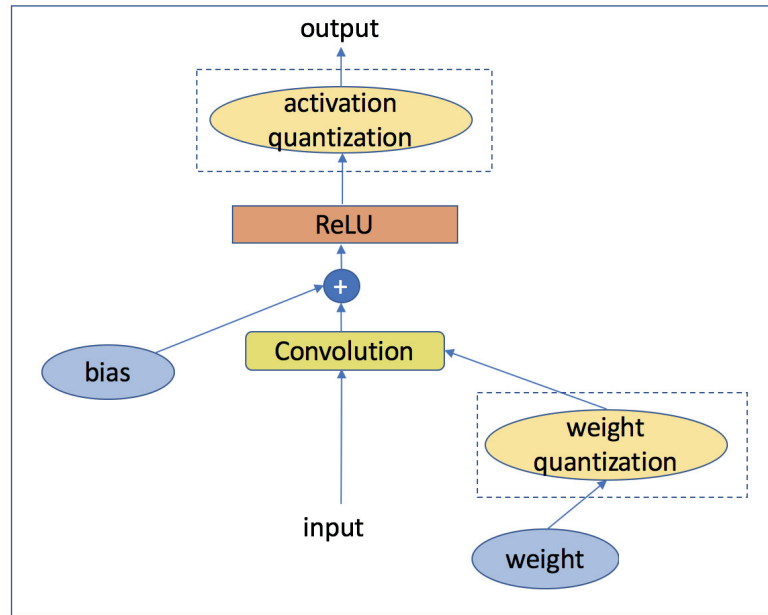 output
activation
quantization
ReLU
+
Convolution
bias
weight
quantization
input
weight